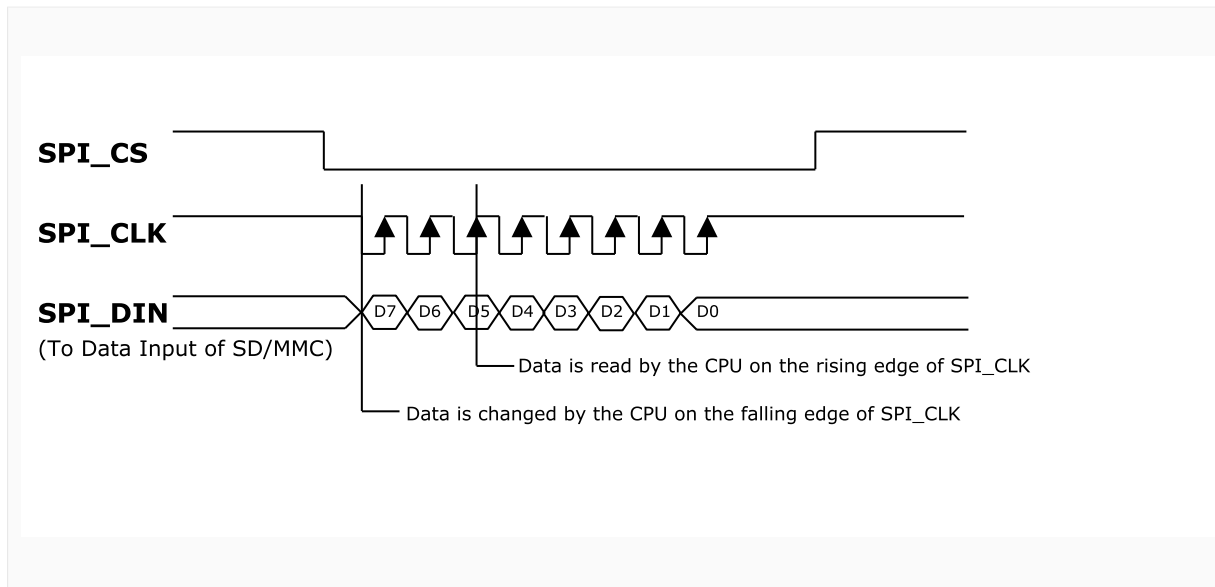 SPI_CS
SPI_CLK
SPI_DIN
D7 D6 D5 D4 D3 D2 D1 D0
(To Data Input of SD/MMC)
Data is read by the CPU on the rising edge of SPI_CLK
Data is changed by the CPU on the falling edge of SPI_CLK